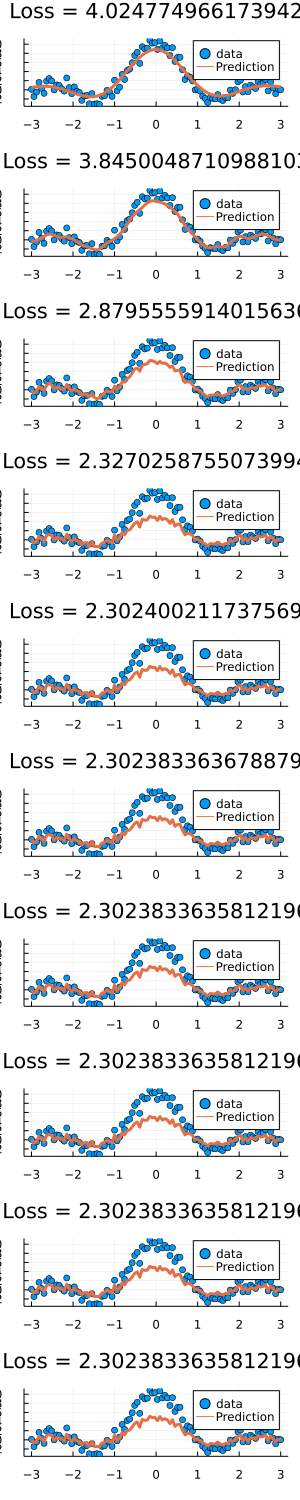 Loss = 4.024774966173942
data
Prediction
−3 −2 −1 0 1 2 3
Loss = 3.845004871098810
data
Prediction
−3 −2 −1 0 1 2 3
Loss = 2.879555591401563
data
Prediction
−3 −2 −1 0 1 2 3
Loss = 2.327025875507399
data
Prediction
−3 −2 −1 0 1 2 3
Loss = 2.302400211737569
data
Prediction
−3 −2 −1 0 1 2 3
Loss = 2.302383363678879
data
Prediction
−3 −2 −1 0 1 2 3
Loss = 2.302383363581219
data
Prediction
−3 −2 −1 0 1 2 3
Loss = 2.302383363581219
data
Prediction
−3 −2 −1 0 1 2 3
Loss = 2.302383363581219
data
Prediction
−3 −2 −1 0 1 2 3
Loss = 2.302383363581219
data
Prediction
−3 −2 −1 0 1 2 3